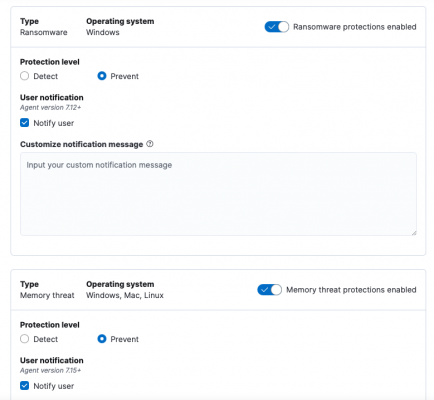 Type Operating system
Ransomware Windows Ransomware protections enabled
Protection level
Detect Prevent
User notification
Agent version 7.12+
Notify user
Customize notification message
Input your custom notification message
Type Operating system
Memory threat Windows, Mac, Linux Memory threat protections enabled
Protection level
Detect Prevent
User notification
Agent version 7.15+
Notify user